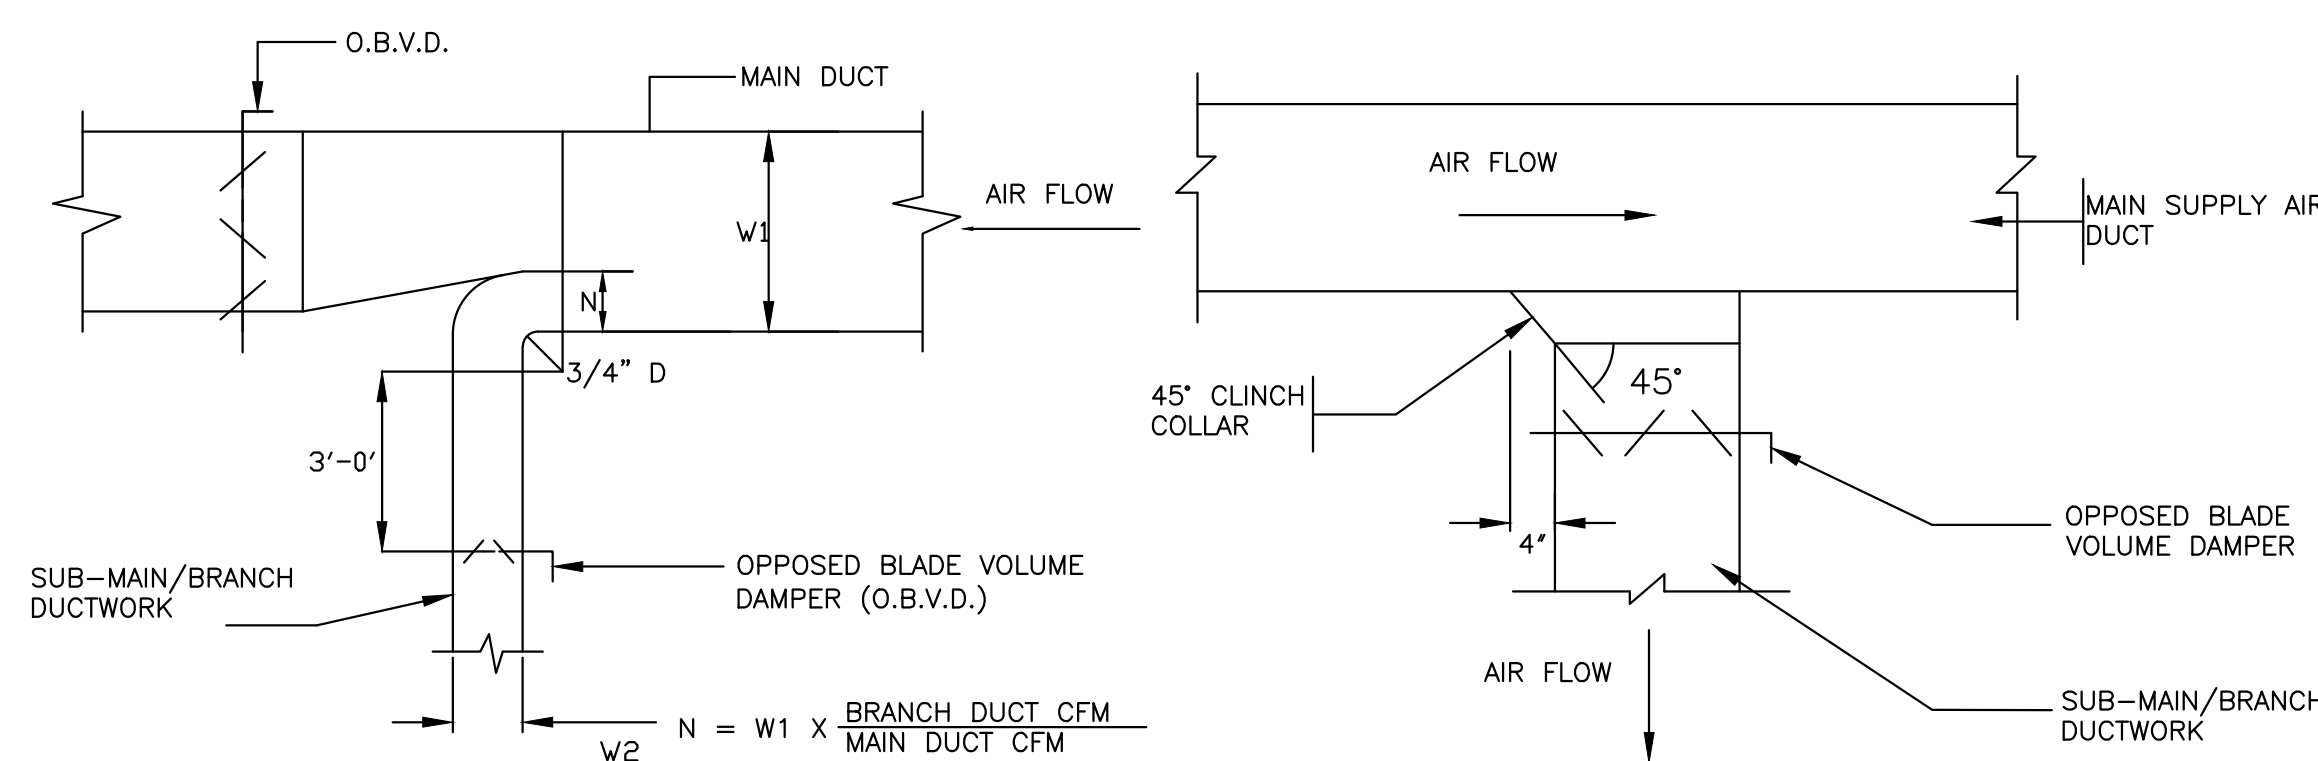 O.B.V.D.
MAIN DUCT
W1
AIR FLOW
N
3/4" D
3'-0'
SUB-MAIN/BRANCH
DUCTWORK
OPPOSED BLADE VOLUME
DAMPER (O.B.V.D.)
W2
N = W1 X BRANCH DUCT CFM
MAIN DUCT CFM
AIR FLOW
MAIN SUPPLY AIR
DUCT
45° CLINCH
COLLAR
45°
4"
OPPOSED BLADE
VOLUME DAMPER
AIR FLOW
SUB-MAIN/BRANCH
DUCTWORK